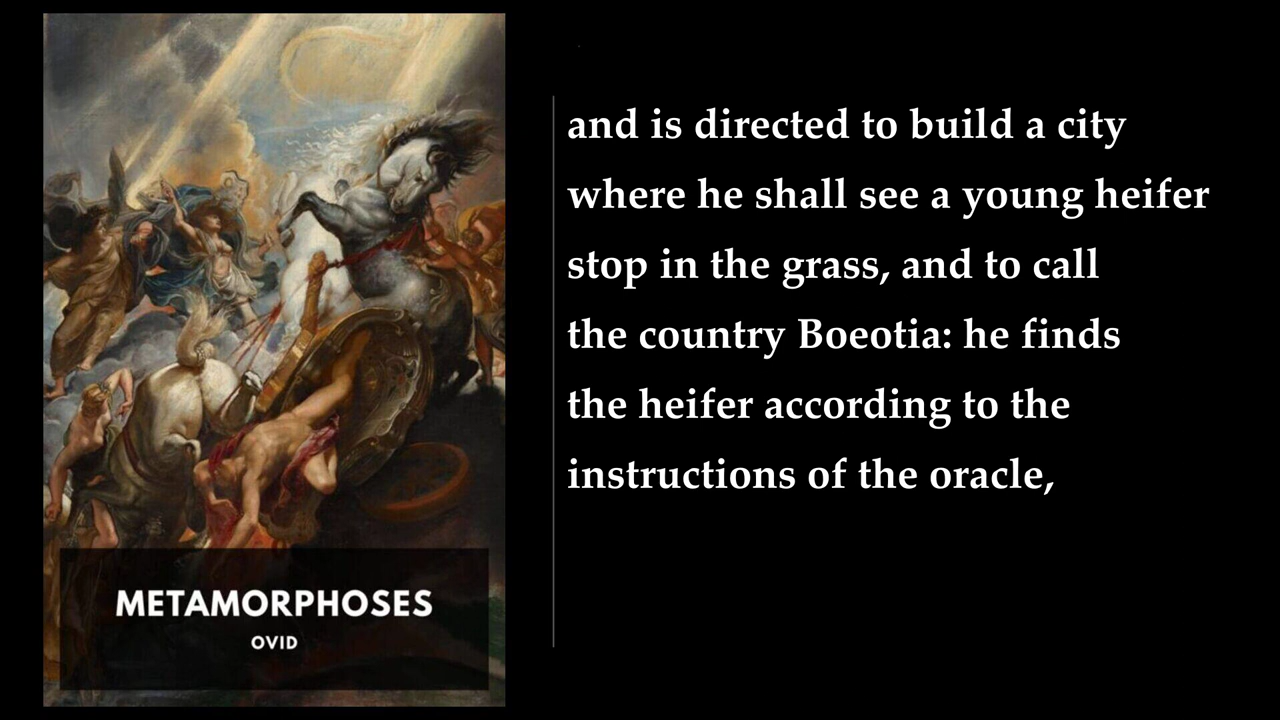 METAMORPHOSES
OVID
and is directed to build a city
where he shall see a young heifer
stop in the grass, and to call
the country Boeotia: he finds
the heifer according to the
instructions of the oracle,